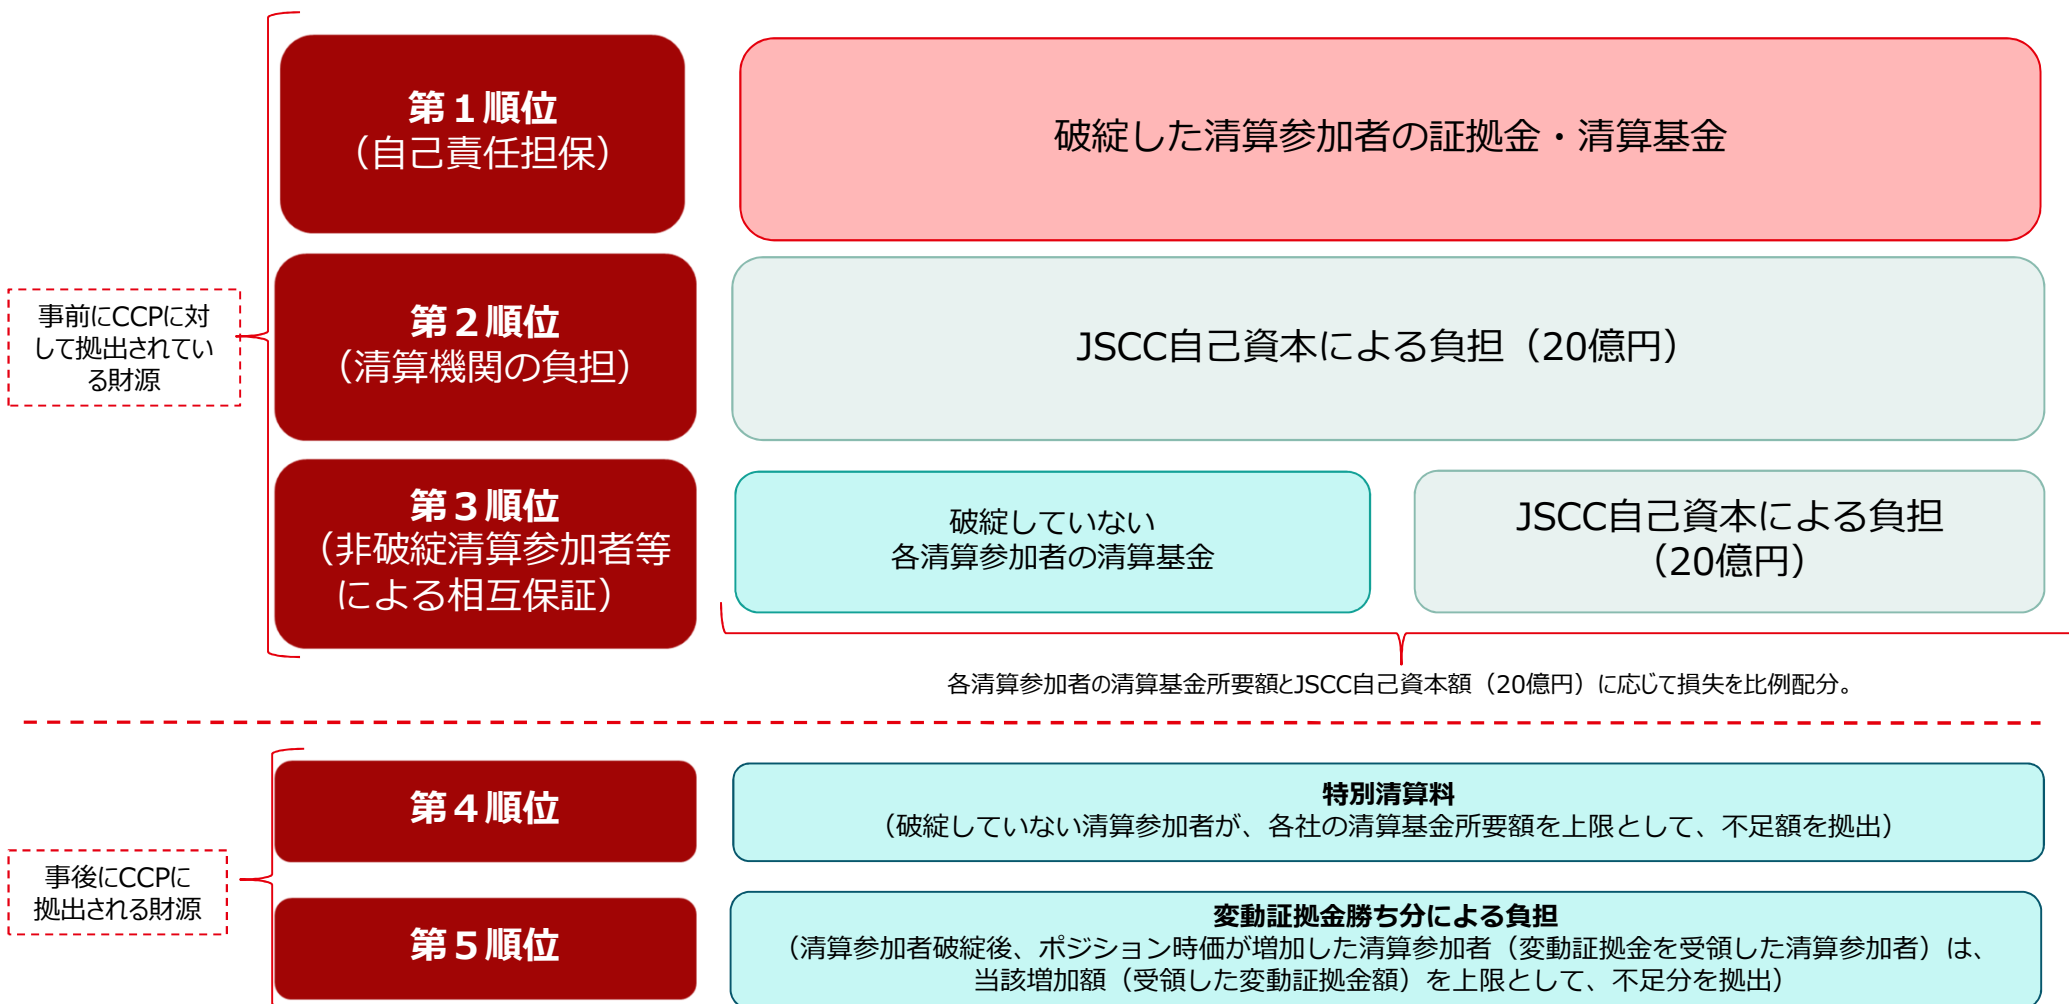 第１順位
（自己責任担保）
破綻した清算参加者の証拠金・清算基金
事前にCCPに対
して拠出されてい
る財源
第２順位
（清算機関の負担）
JSCC自己資本による負担（20億円）
第３順位
（非破綻清算参加者等
による相互保証）
破綻していない
各清算参加者の清算基金
JSCC自己資本による負担
（20億円）
各清算参加者の清算基金所要額とJSCC自己資本額（20億円）に応じて損失を比例配分。
第４順位
特別清算料
（破綻していない清算参加者が、各社の清算基金所要額を上限として、不足額を拠出）
事後にCCPに
拠出される財源
第５順位
変動証拠金勝ち分による負担
（清算参加者破綻後、ポジション時価が増加した清算参加者（変動証拠金を受領した清算参加者）は、
当該増加額（受領した変動証拠金額）を上限として、不足分を拠出）